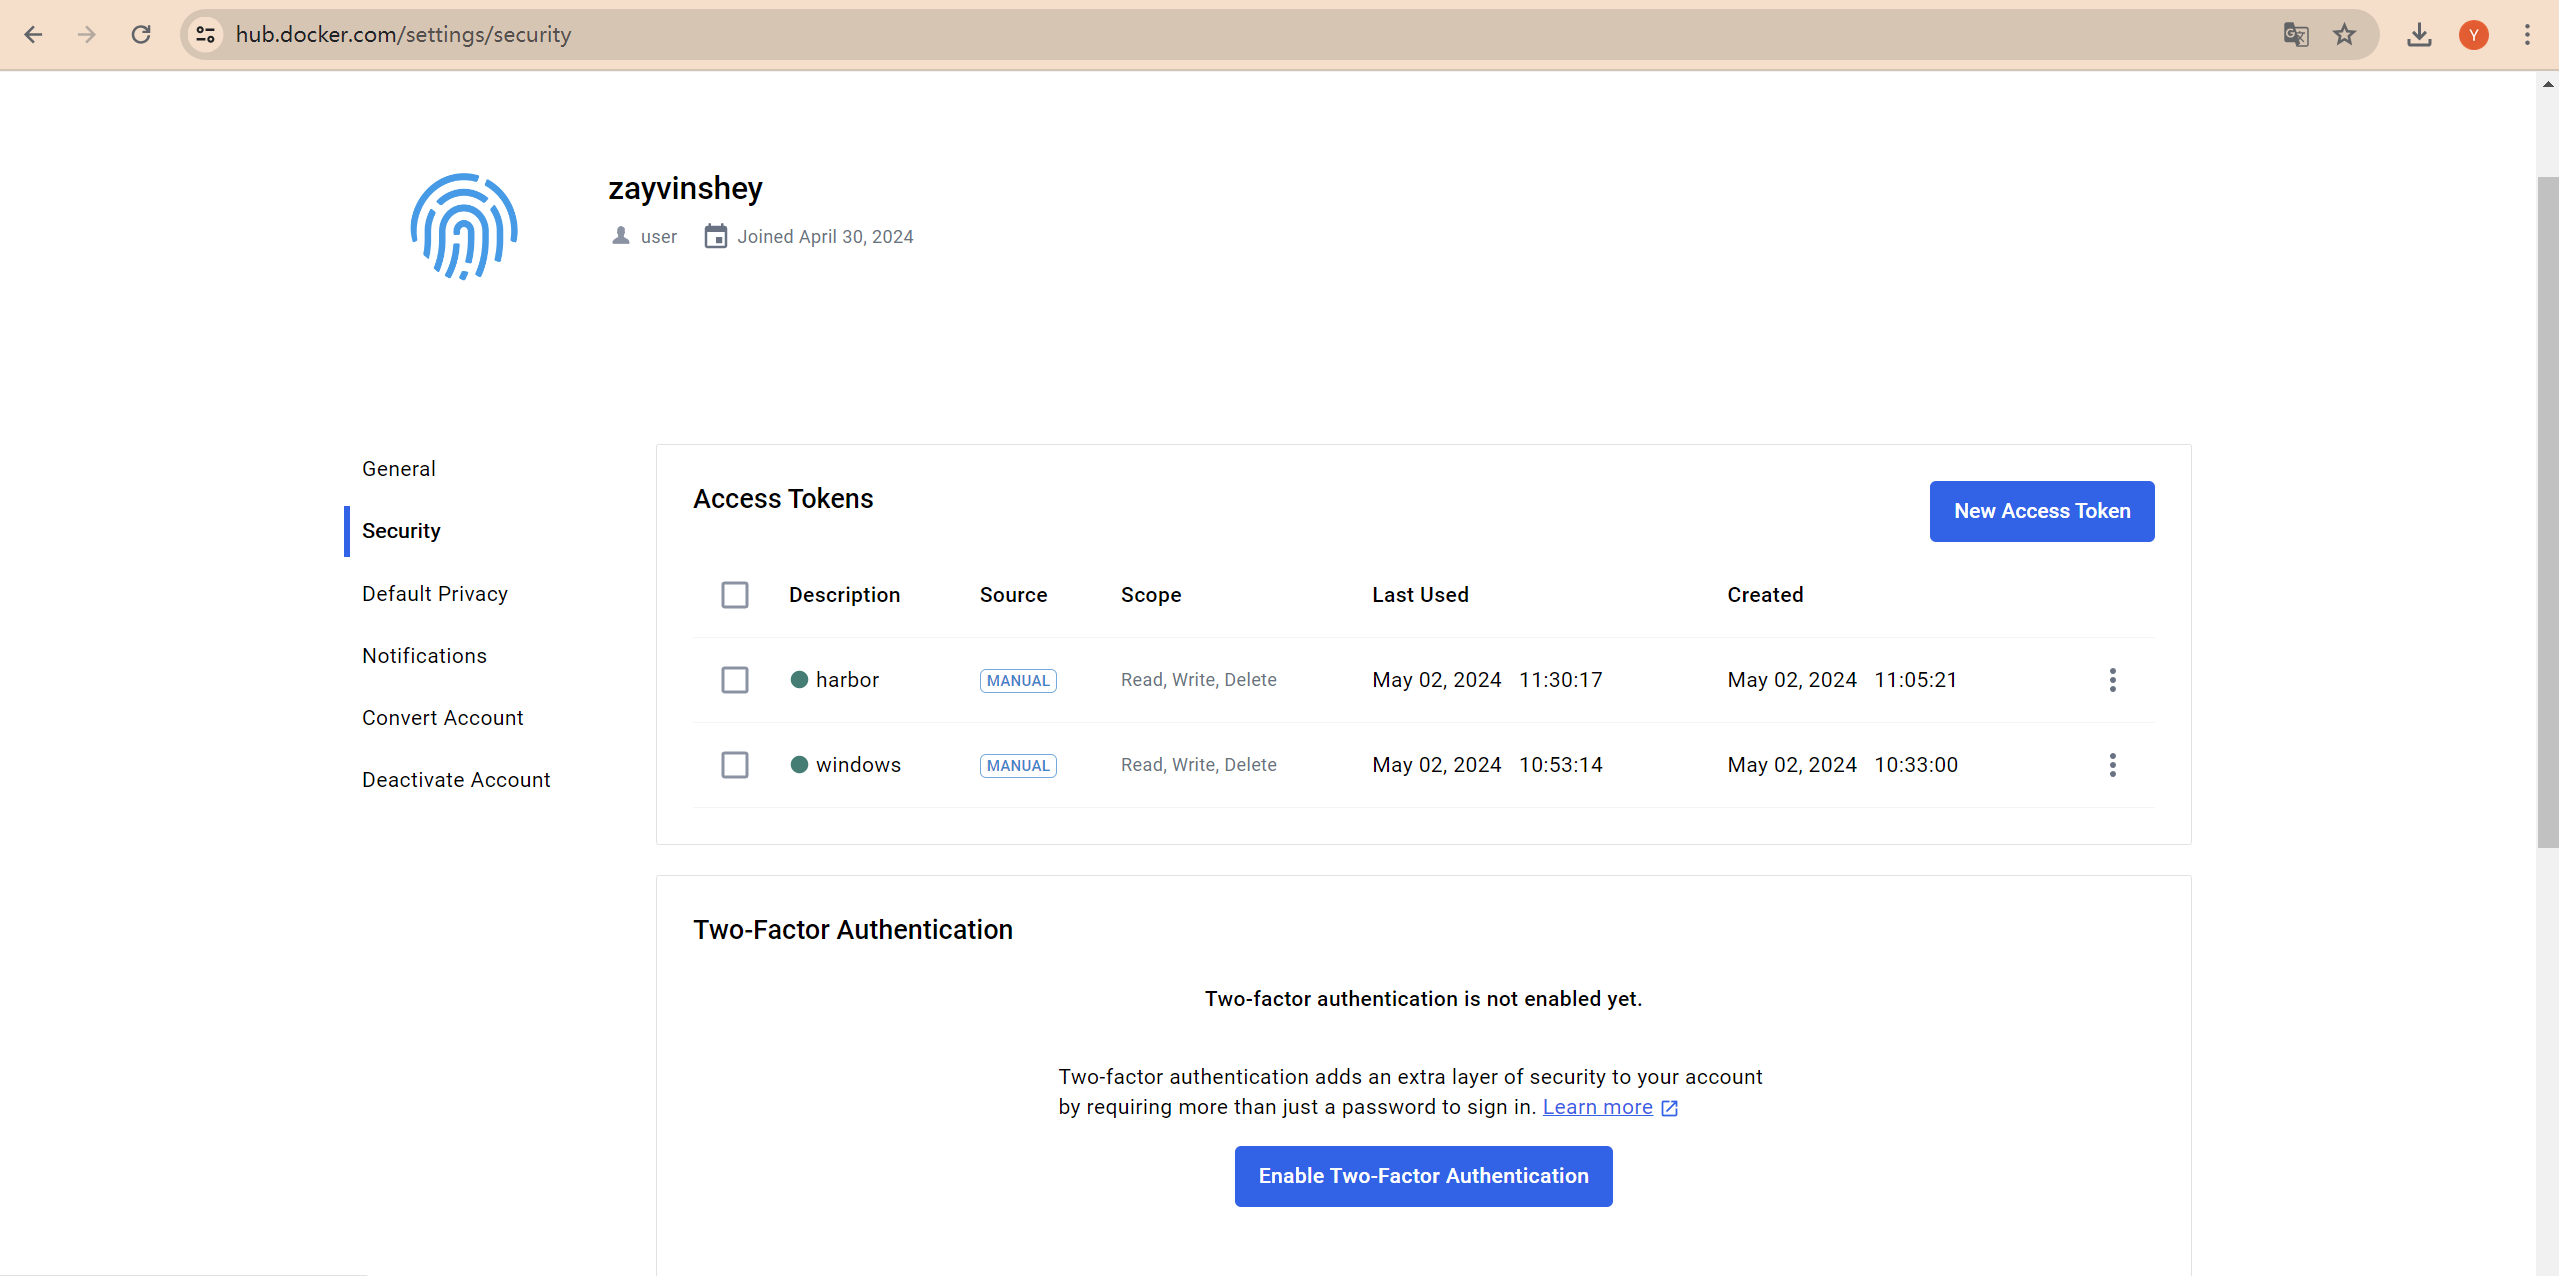 hub.docker.com/settings/security
Y
zayvinshey
user Joined April 30, 2024
General
Security
Default Privacy
Notifications
Convert Account
Deactivate Account
Access Tokens
New Access Token
Description Source Scope Last Used Created
harbor MANUAL Read, Write, Delete May 02, 2024 11:30:17 May 02, 2024 11:05:21
windows MANUAL Read, Write, Delete May 02, 2024 10:53:14 May 02, 2024 10:33:00
Two-Factor Authentication
Two-factor authentication is not enabled yet.
Two-factor authentication adds an extra layer of security to your account
by requiring more than just a password to sign in. Learn more
Enable Two-Factor Authentication